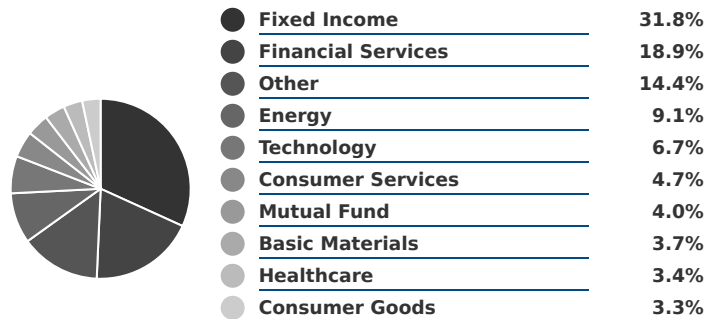 Fixed Income 31.8%
Financial Services 18.9%
Other 14.4%
Energy 9.1%
Technology 6.7%
Consumer Services 4.7%
Mutual Fund 4.0%
Basic Materials 3.7%
Healthcare 3.4%
Consumer Goods 3.3%